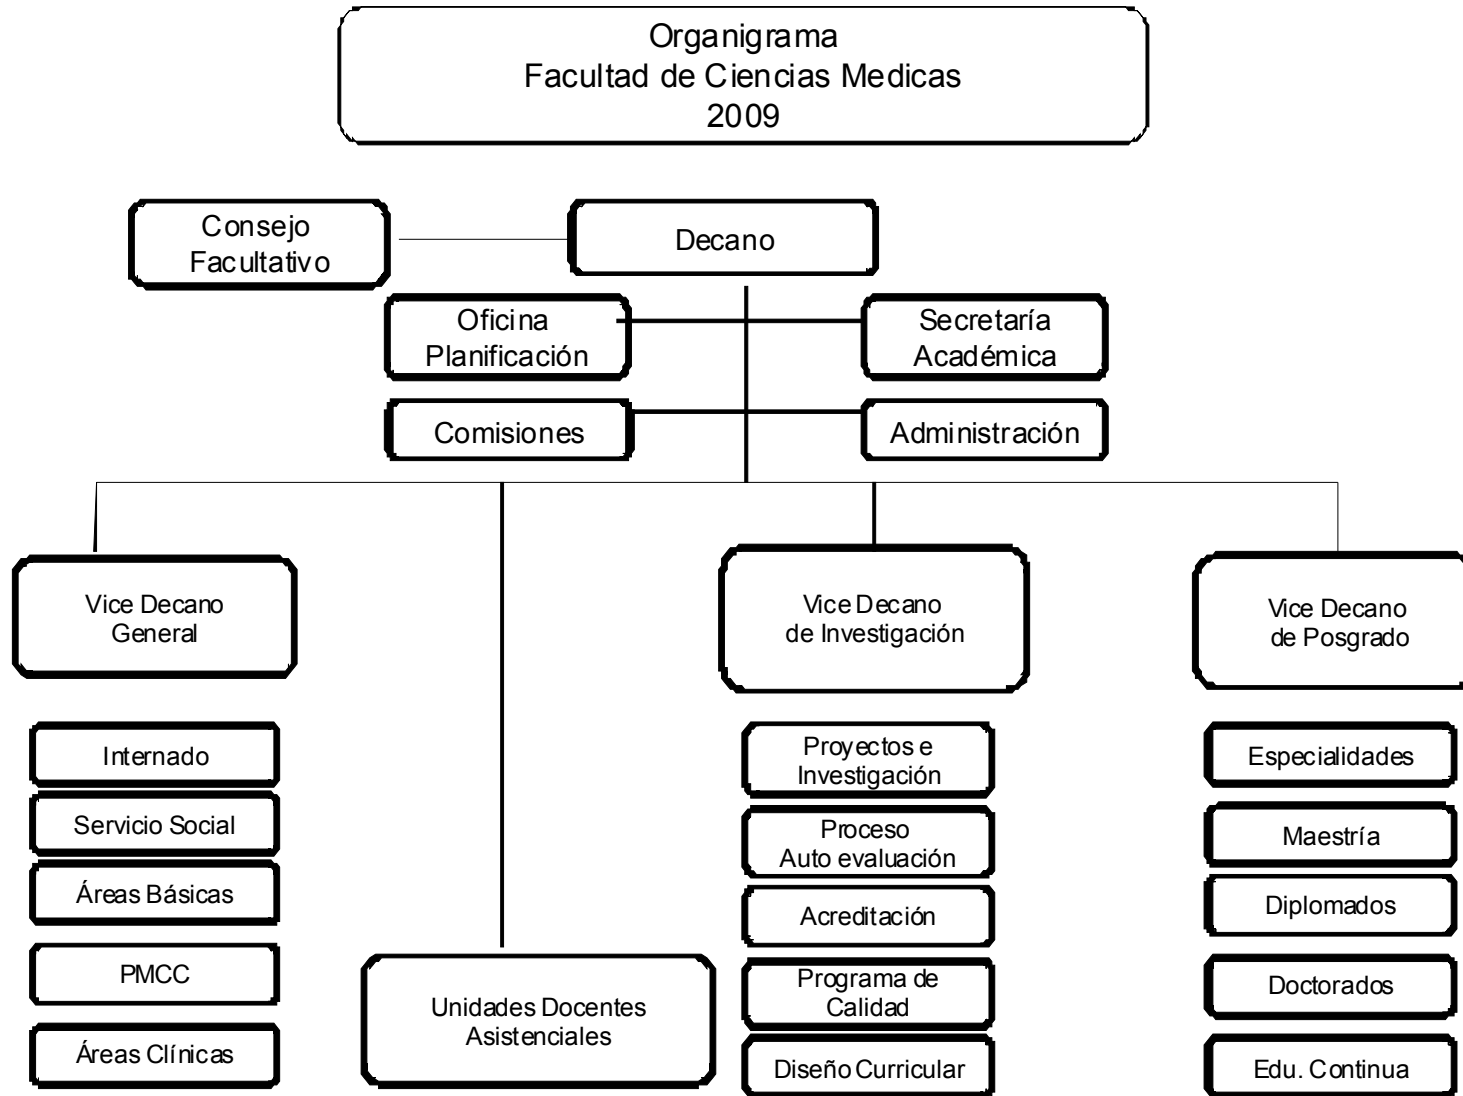 Organigrama
Facultad de Ciencias Medicas
2009
Consejo
Facultativo
Decano
Oficina
Planificación
Secretaría
Académica
Comisiones
Administración
Vice Decano
General
Vice Decano
de Investigación
Vice Decano
de Posgrado
Internado
Servicio Social
Áreas Básicas
PMCC
Áreas Clínicas
Unidades Docentes
Asistenciales
Proyectos e
Investigación
Proceso
Auto evaluación
Acreditación
Programa de
Calidad
Diseño Curricular
Especialidades
Maestría
Diplomados
Doctorados
Edu. Continua